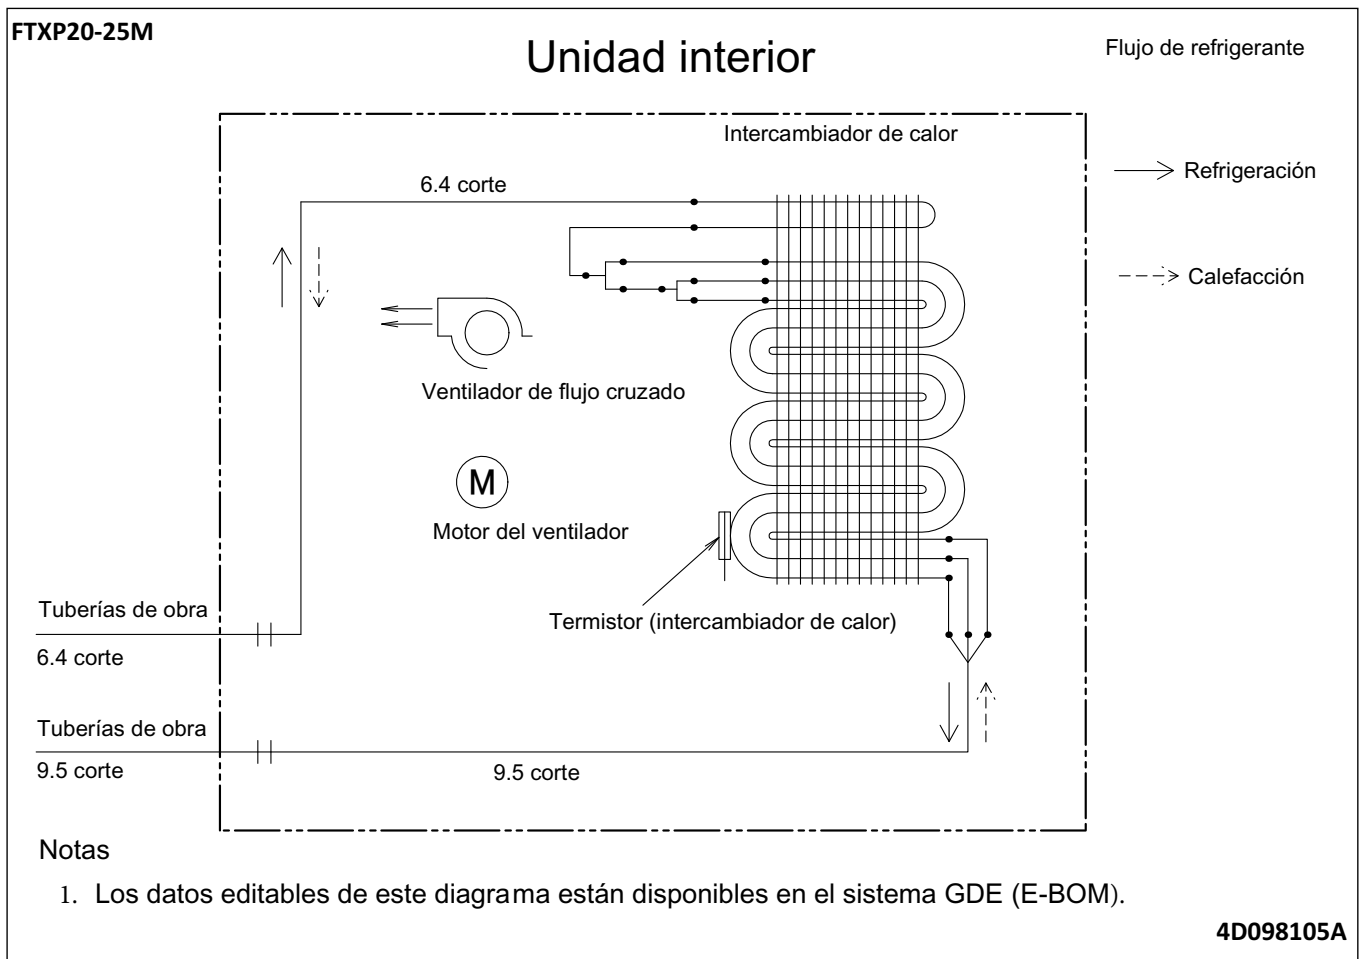 FTXP20-25M
Unidad interior
Flujo de refrigerante
Intercambiador de calor
Refrigeración
6.4 corte
Calefacción
Ventilador de flujo cruzado
M
Motor del ventilador
Tuberías de obra
Termistor (intercambiador de calor)
6.4 corte
Tuberías de obra
9.5 corte
9.5 corte
Notas
1. Los datos editables de este diagrama están disponibles en el sistema GDE (E-BOM).
4D098105A